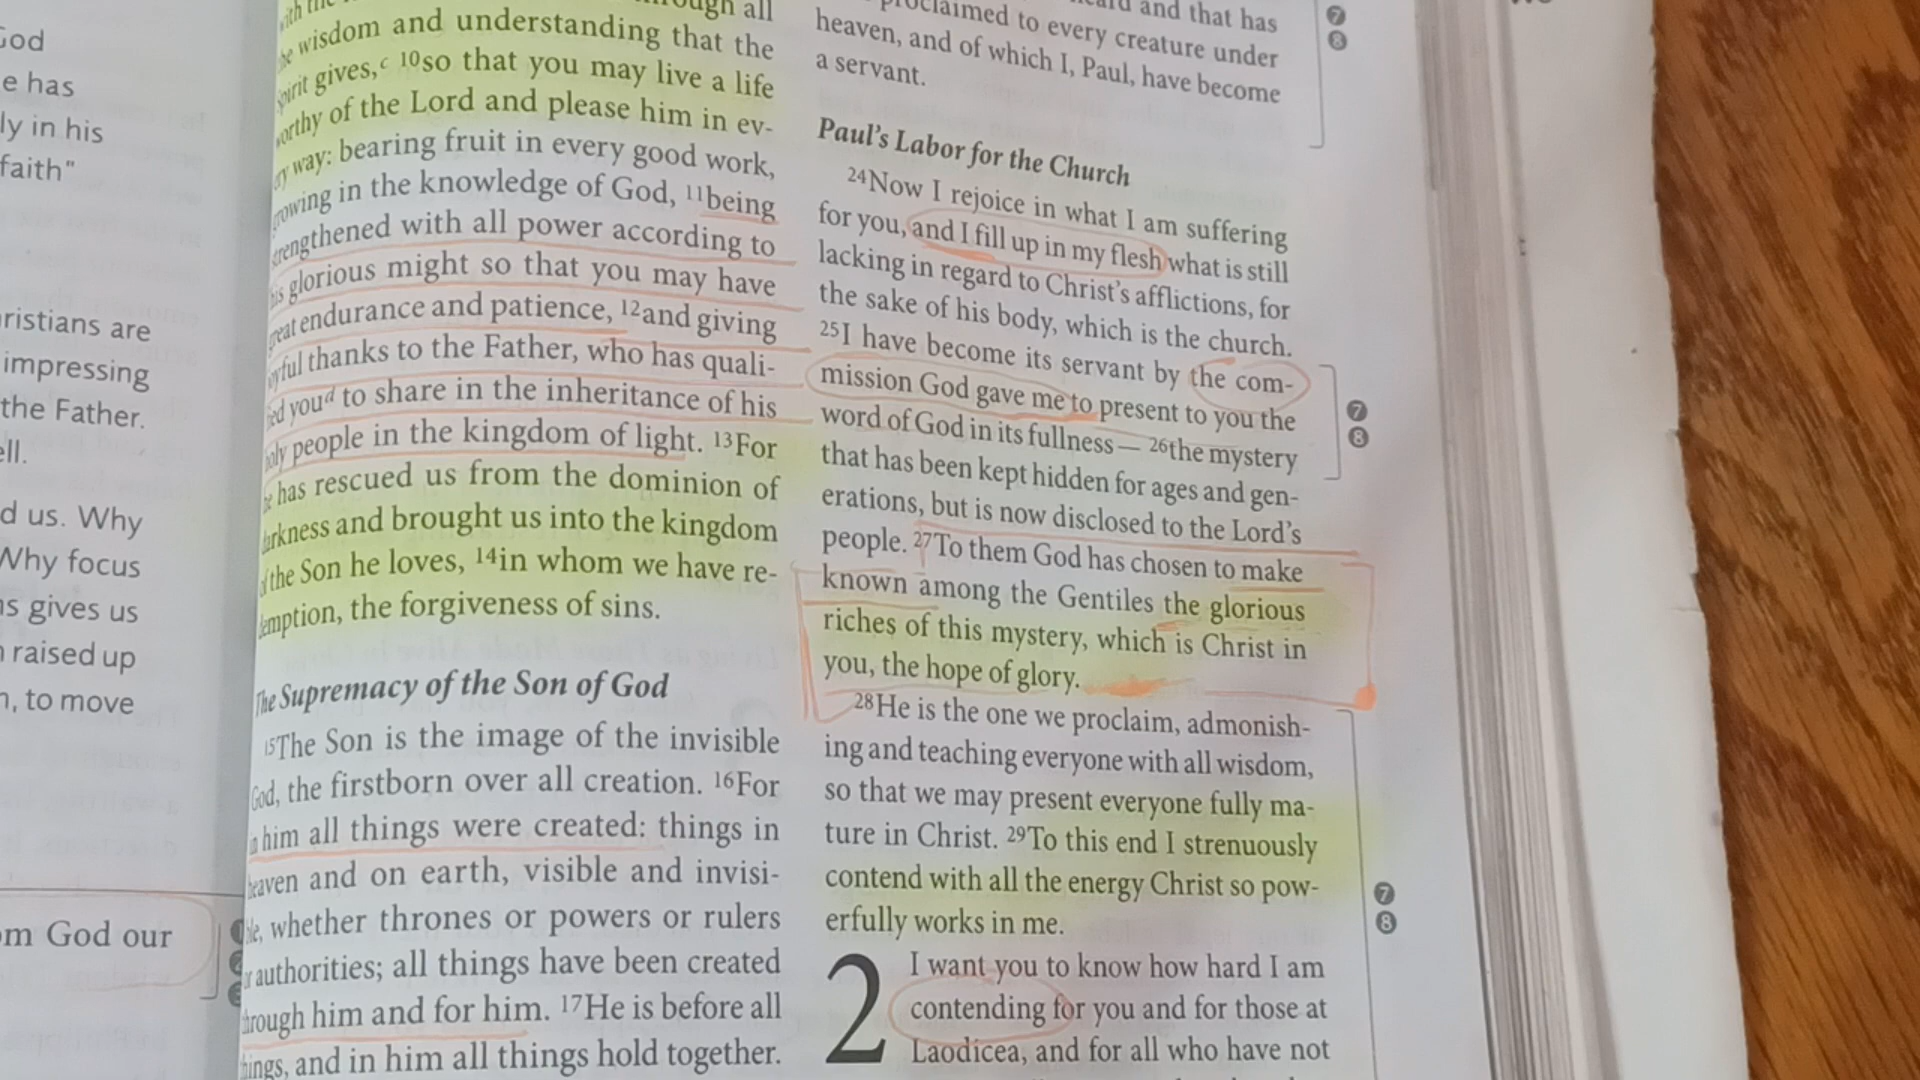 God
e has
ly in his
faith"
ristians are
impressing
the Father.
ell.
d us. Why
Why focus
ns gives us
n raised up
n, to move
om God our
with the
through all
he wisdom and understanding that the
Spirit gives,c 10so that you may live a life
worthy of the Lord and please him in ev-
ery way: bearing fruit in every good work,
growing in the knowledge of God, 11being
strengthened with all power according to
his glorious might so that you may have
great endurance and patience, 12and giving
joyful thanks to the Father, who has quali-
fied youd to share in the inheritance of his
holy people in the kingdom of light. 13For
he has rescued us from the dominion of
darkness and brought us into the kingdom
of the Son he loves, 14in whom we have re-
demption, the forgiveness of sins.
The Supremacy of the Son of God
15The Son is the image of the invisible
God, the firstborn over all creation. 16For
in him all things were created: things in
heaven and on earth, visible and invisi-
ble, whether thrones or powers or rulers
or authorities; all things have been created
through him and for him. 17He is before all
things, and in him all things hold together.
and that has
proclaimed to every creature under
heaven, and of which I, Paul, have become
a servant.
Paul's Labor for the Church
24Now I rejoice in what I am suffering
for you, and I fill up in my flesh what is still
lacking in regard to Christ's afflictions, for
the sake of his body, which is the church.
25I have become its servant by the com-
mission God gave me to present to you the
word of God in its fullness— 26the mystery
that has been kept hidden for ages and gen-
erations, but is now disclosed to the Lord's
people. 27To them God has chosen to make
known among the Gentiles the glorious
riches of this mystery, which is Christ in
you, the hope of glory.
28He is the one we proclaim, admonish-
ing and teaching everyone with all wisdom,
so that we may present everyone fully ma-
ture in Christ. 29To this end I strenuously
contend with all the energy Christ so pow-
erfully works in me.
2 I want you to know how hard I am
contending for you and for those at
Laodicea, and for all who have not
7
8
7
8
7
8